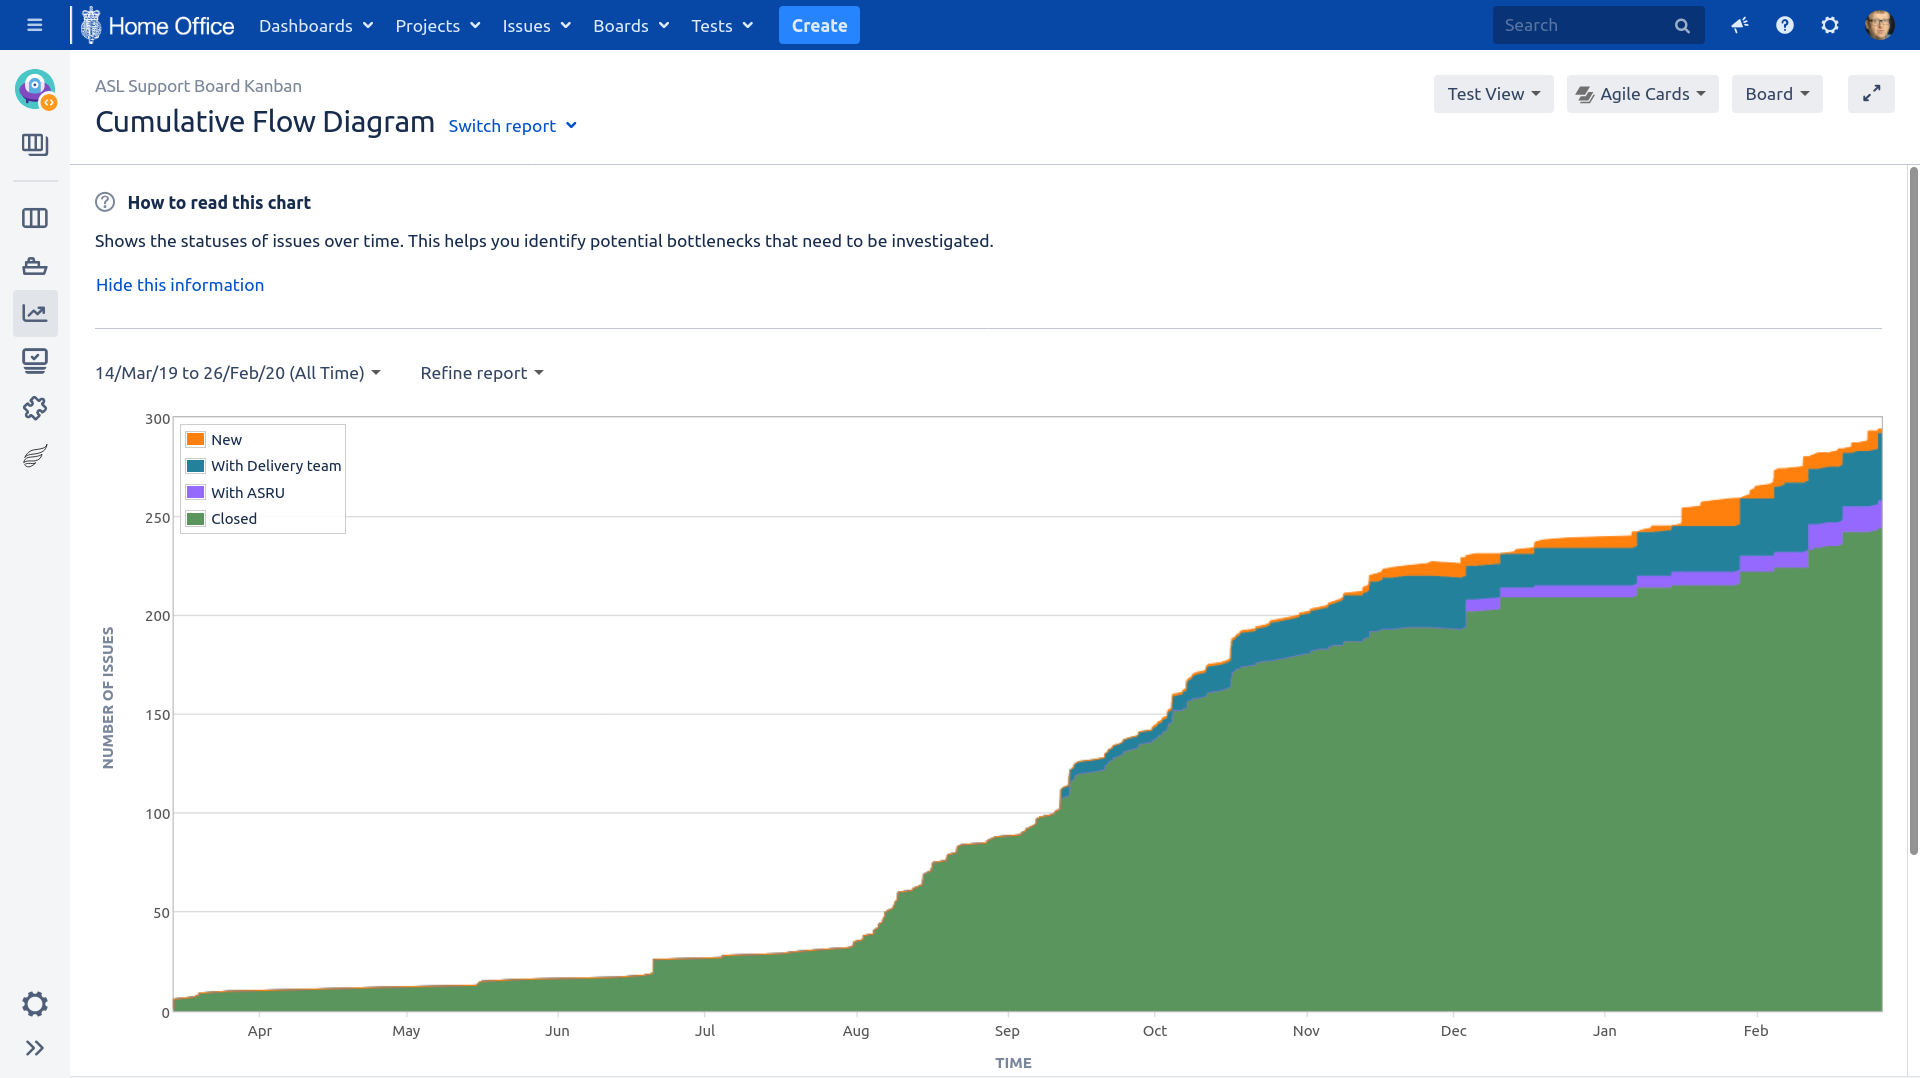 Home Office Dashboards Projects Issues Boards Tests Create Search
ASL Support Board Kanban
Cumulative Flow Diagram Switch report
Test View Agile Cards Board
How to read this chart
Shows the statuses of issues over time. This helps you identify potential bottlenecks that need to be investigated.
Hide this information
14/Mar/19 to 26/Feb/20 (All Time) Refine report
New
With Delivery team
With ASRU
Closed
300
250
200
150
100
50
0
NUMBER OF ISSUES
Apr May Jun Jul Aug Sep Oct Nov Dec Jan Feb
TIME